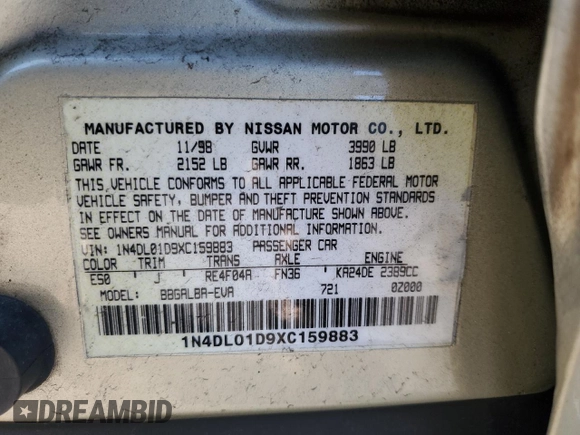 MANUFACTURED BY NISSAN MOTOR CO., LTD.
DATE 11/98 GVWR 3990 LB
GAWR FR. 2152 LB GAWR RR. 1863 LB
THIS VEHICLE CONFORMS TO ALL APPLICABLE FEDERAL MOTOR
VEHICLE SAFETY, BUMPER AND THEFT PREVENTION STANDARDS
IN EFFECT ON THE DATE OF MANUFACTURE SHOWN ABOVE.
SEE OWNERS MANUAL FOR ADDITIONAL INFORMATION.
VIN: 1N4DL01D9XC159883 PASSENGER CAR
COLOR TRIM TRANS AXLE ENGINE
ES0 J RE4F04A FN36 KA24DE 2389CC
MODEL: BBGALBA-EVA 721 02000
1N4DL01D9XC159883
DREAMBID